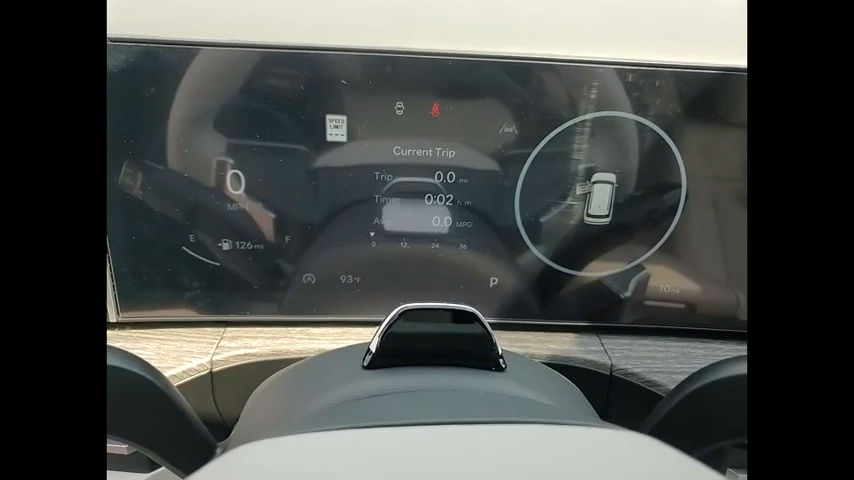 SPEED
LIMIT
---
Current Trip
Trip 0.0 mi
Timer 0:02 h:m
Avg 0.0 MPG
0 12 24 36
0
MPH
E 126 mi F
93°F
P
10 mi